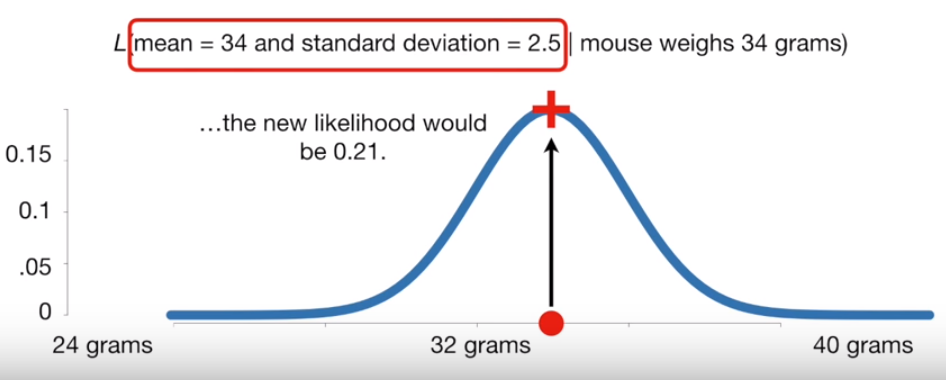 L(mean = 34 and standard deviation = 2.5 | mouse weighs 34 grams)
...the new likelihood would
be 0.21.
0.15
0.1
.05
0
24 grams
32 grams
40 grams